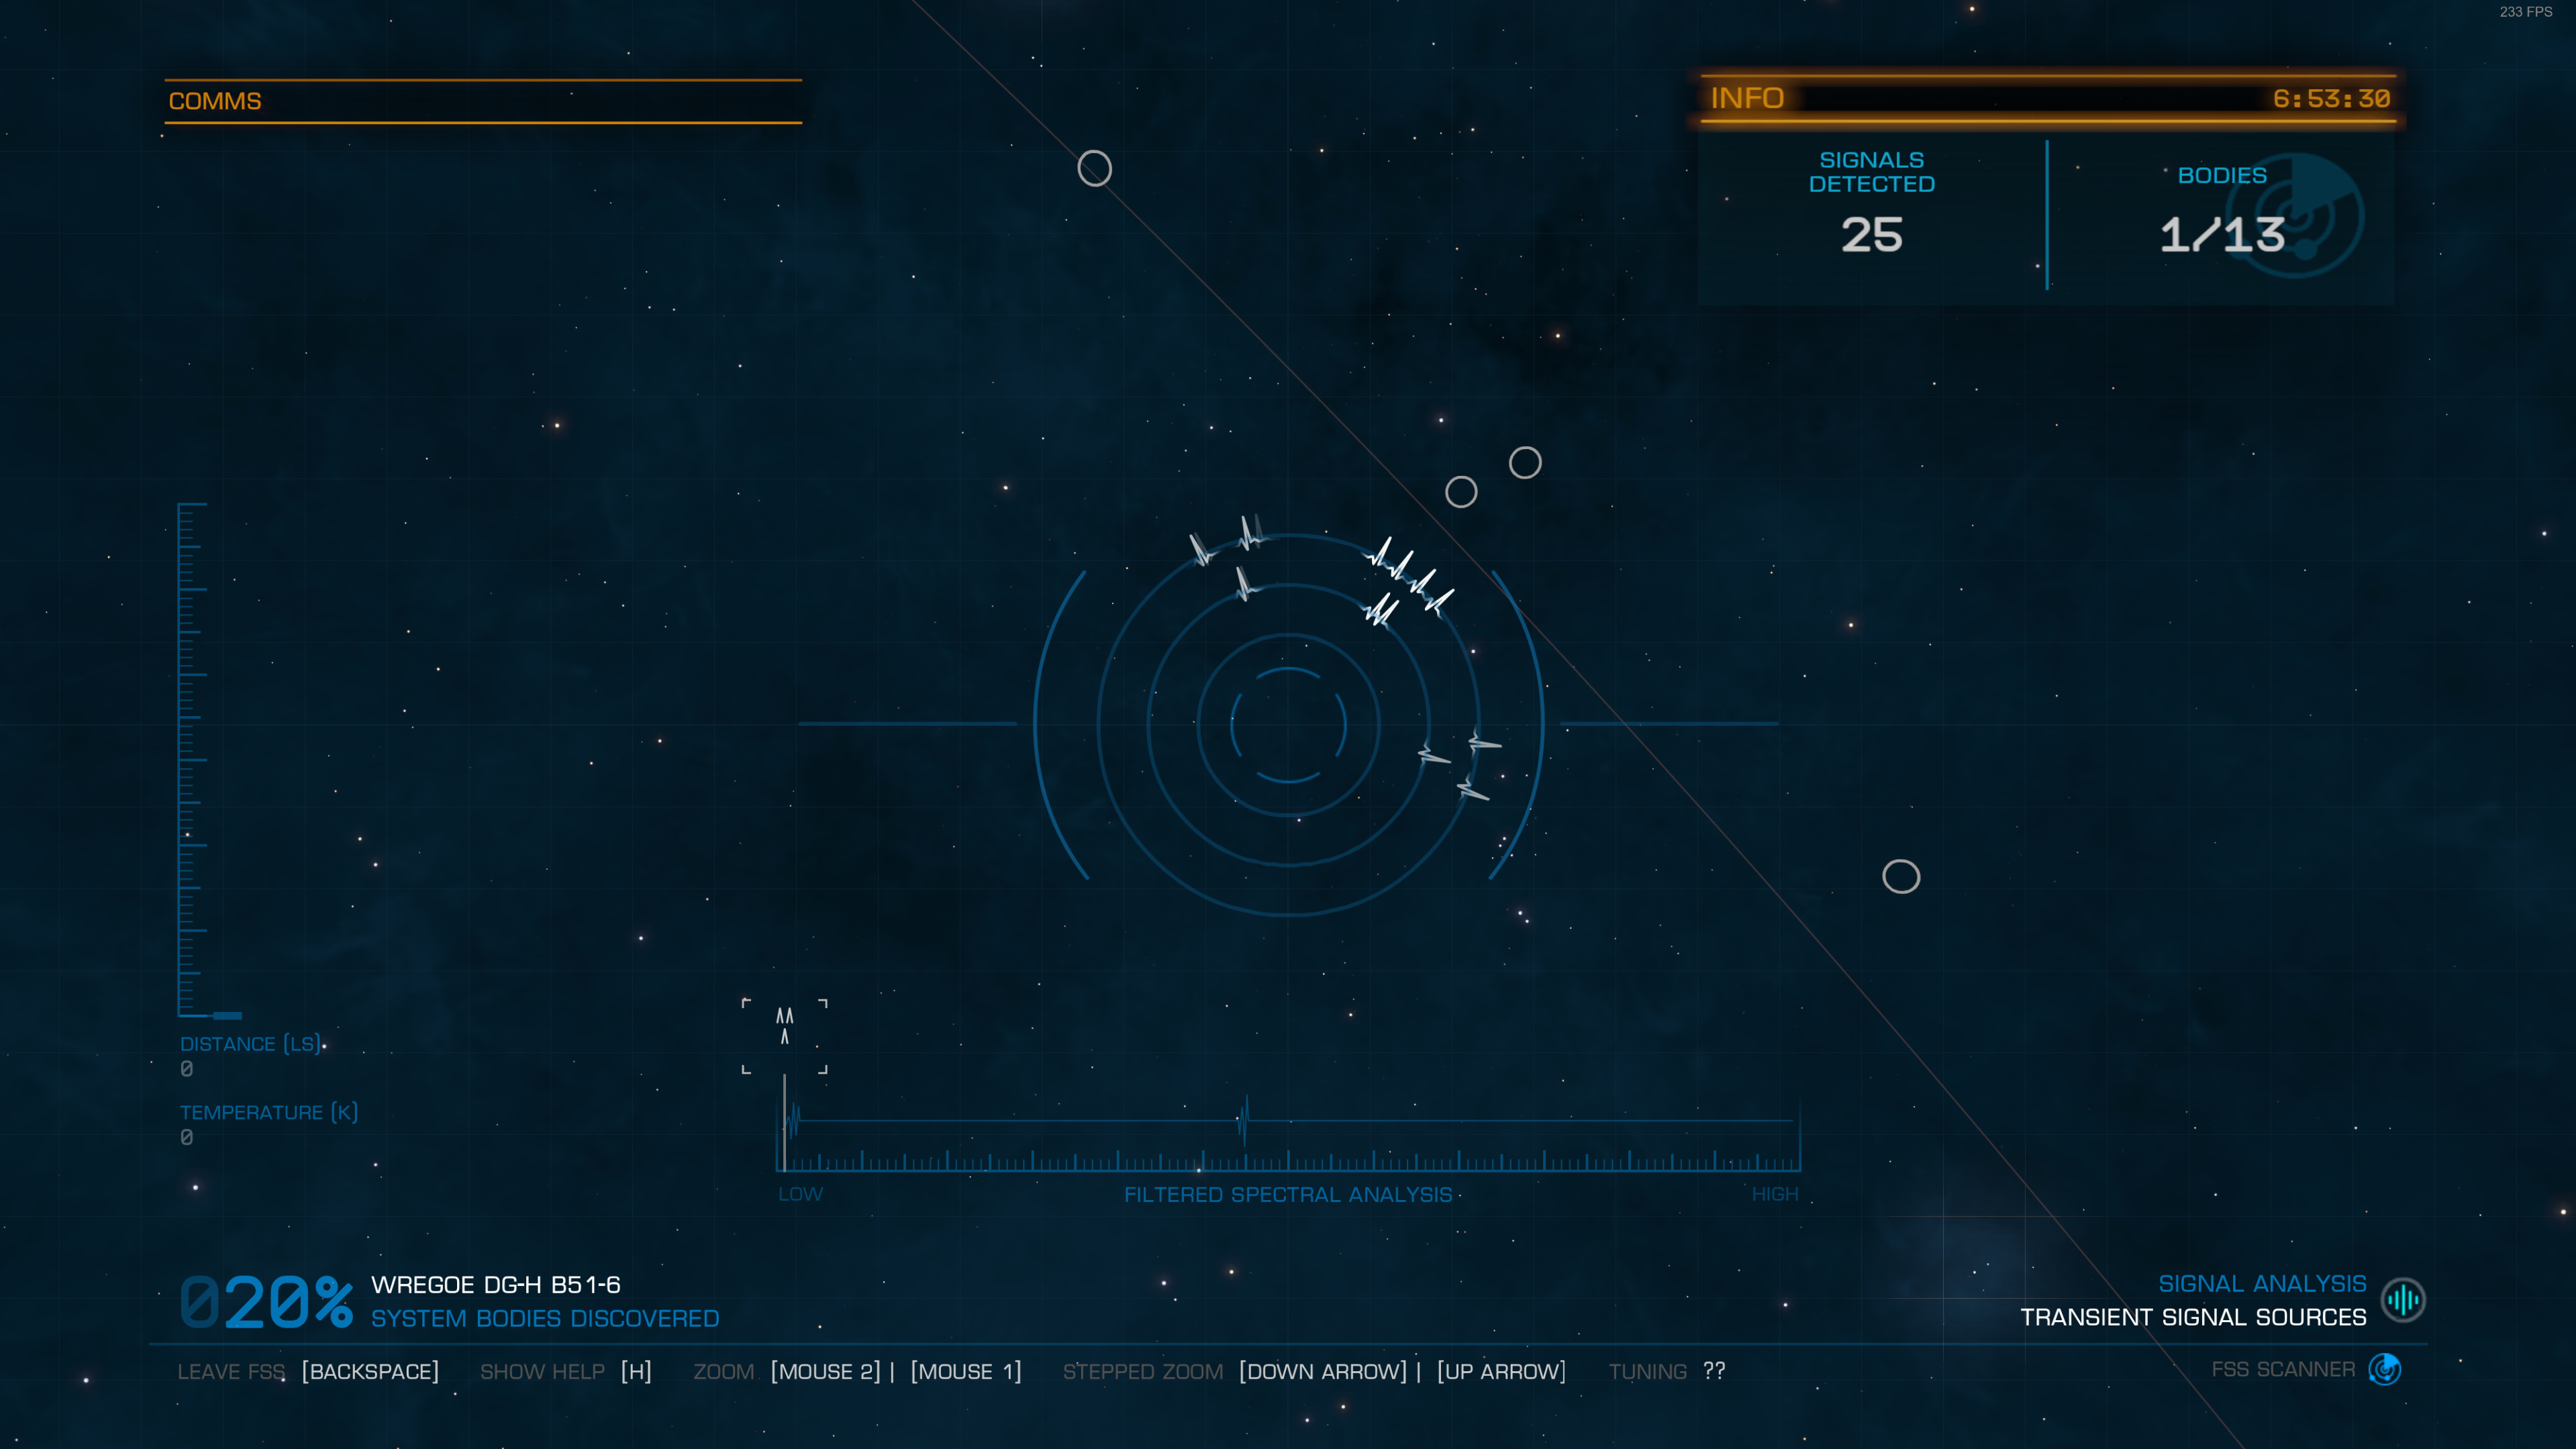 233 FPS
COMMS
INFO 6:53:30
SIGNALS
DETECTED
25
BODIES
1/13
DISTANCE (LS)
0
TEMPERATURE (K)
0
LOW FILTERED SPECTRAL ANALYSIS HIGH
020% WREGOE DG-H B51-6
SYSTEM BODIES DISCOVERED
SIGNAL ANALYSIS
TRANSIENT SIGNAL SOURCES
LEAVE FSS [BACKSPACE] SHOW HELP [H] ZOOM [MOUSE 2] | [MOUSE 1] STEPPED ZOOM [DOWN ARROW] | [UP ARROW] TUNING ??
FSS SCANNER